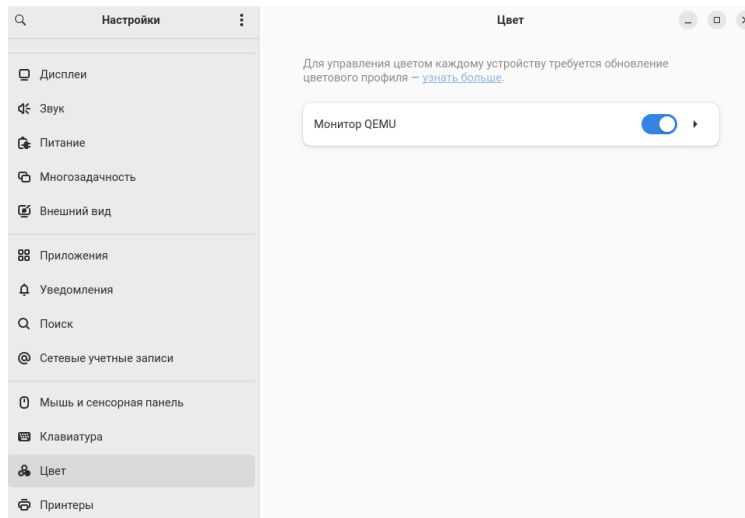 Настройки
Цвет
Дисплеи
Звук
Питание
Многозадачность
Внешний вид
Приложения
Уведомления
Поиск
Сетевые учетные записи
Мышь и сенсорная панель
Клавиатура
Цвет
Принтеры
Для управления цветом каждому устройству требуется обновление
цветового профиля — узнать больше.
Монитор QEMU